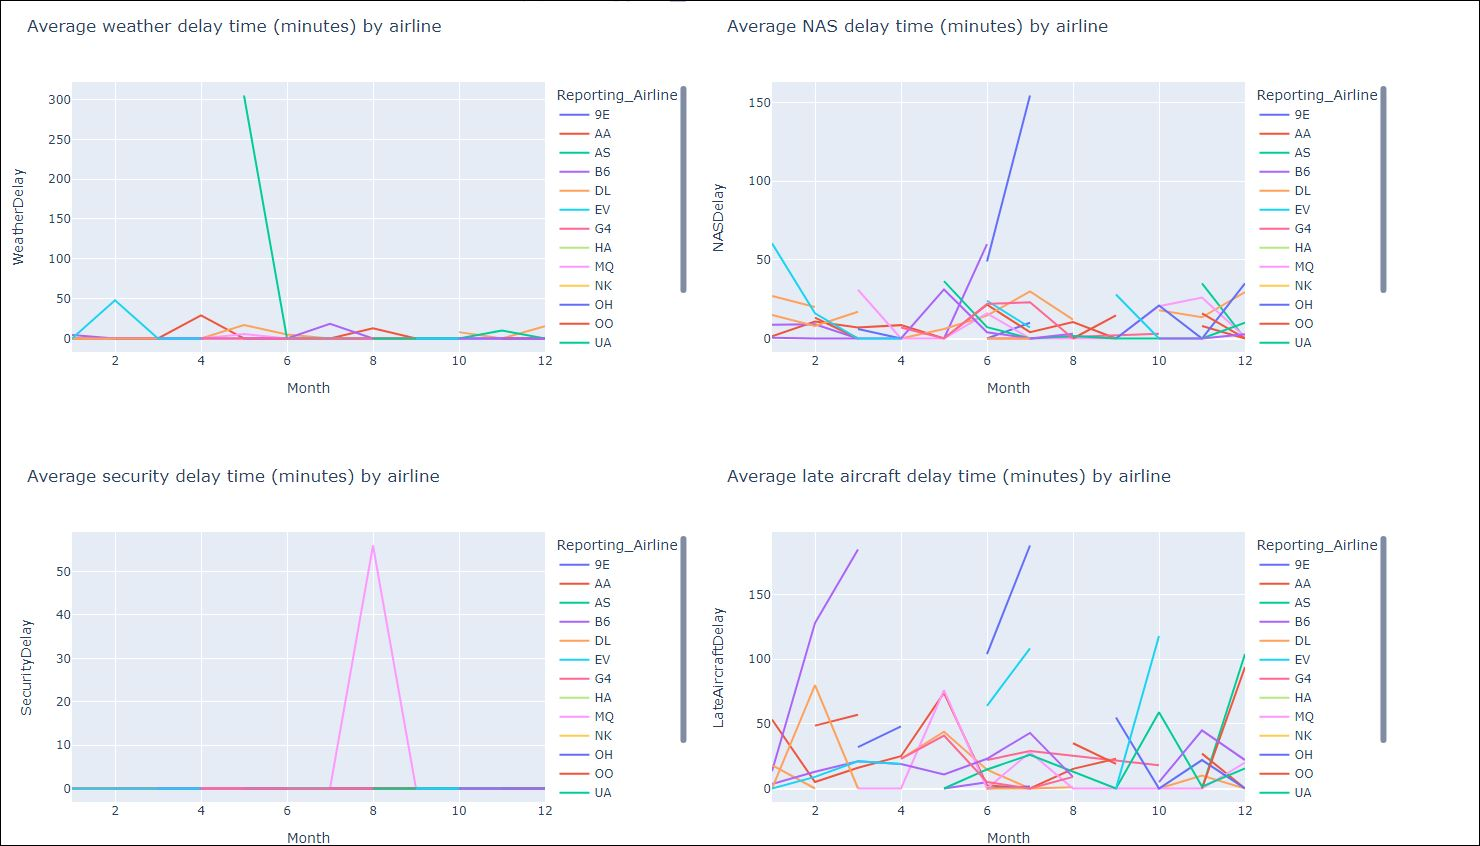 Average weather delay time (minutes) by airline
WeatherDelay
300
250
200
150
100
50
0
2 4 6 8 10 12
Month
Reporting_Airline
9E
AA
AS
B6
DL
EV
G4
HA
MQ
NK
OH
OO
UA
Average NAS delay time (minutes) by airline
NASDelay
150
100
50
0
2 4 6 8 10 12
Month
Reporting_Airline
9E
AA
AS
B6
DL
EV
G4
HA
MQ
NK
OH
OO
UA
Average security delay time (minutes) by airline
SecurityDelay
50
40
30
20
10
0
2 4 6 8 10 12
Month
Reporting_Airline
9E
AA
AS
B6
DL
EV
G4
HA
MQ
NK
OH
OO
UA
Average late aircraft delay time (minutes) by airline
LateAircraftDelay
150
100
50
0
2 4 6 8 10 12
Month
Reporting_Airline
9E
AA
AS
B6
DL
EV
G4
HA
MQ
NK
OH
OO
UA